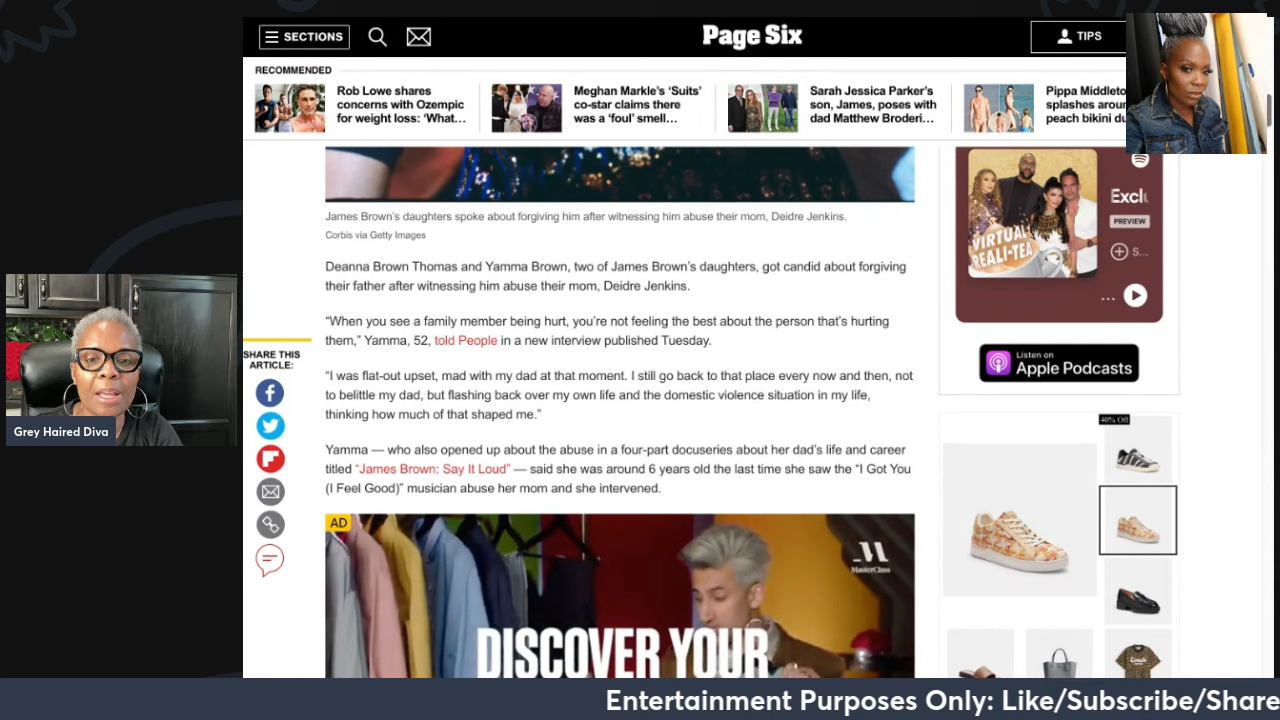 SECTIONS
Page Six
TIPS
RECOMMENDED
Rob Lowe shares
concerns with Ozempic
for weight loss: ‘What...
Meghan Markle’s ‘Suits’
co-star claims there
was a ‘foul’ smell...
Sarah Jessica Parker’s
son, James, poses with
dad Matthew Broderi...
Pippa Middleto
splashes arou
peach bikini du
James Brown’s daughters spoke about forgiving him after witnessing him abuse their mom, Deidre Jenkins.
Corbis via Getty Images
Deanna Brown Thomas and Yamma Brown, two of James Brown’s daughters, got candid about forgiving
their father after witnessing him abuse their mom, Deidre Jenkins.
“When you see a family member being hurt, you’re not feeling the best about the person that’s hurting
them,” Yamma, 52, told People in a new interview published Tuesday.
“I was flat-out upset, mad with my dad at that moment. I still go back to that place every now and then, not
to belittle my dad, but flashing back over my own life and the domestic violence situation in my life,
thinking how much of that shaped me.”
Yamma — who also opened up about the abuse in a four-part docuseries about her dad’s life and career
titled “James Brown: Say It Loud” — said she was around 6 years old the last time she saw the “I Got You
(I Feel Good)” musician abuse her mom and she intervened.
SHARE THIS
ARTICLE:
Grey Haired Diva
AD
MasterClass
DISCOVER YOUR
VIRTUAL
REALI-TEA
Exclu
PREVIEW
S...
Listen on
Apple Podcasts
40% Off
Coach
Entertainment Purposes Only: Like/Subscribe/Share